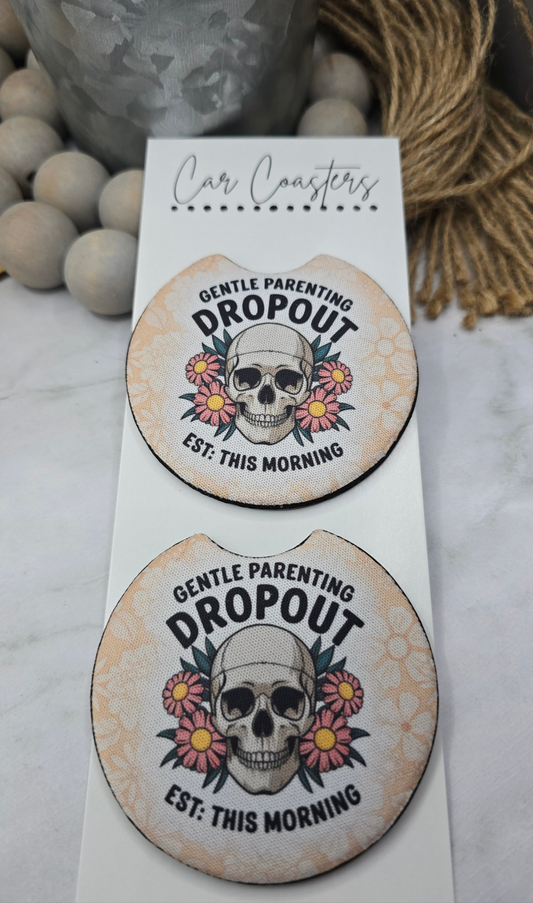 Car Coasters
GENTLE PARENTING
DROPOUT
EST: THIS MORNING
GENTLE PARENTING
DROPOUT
EST: THIS MORNING